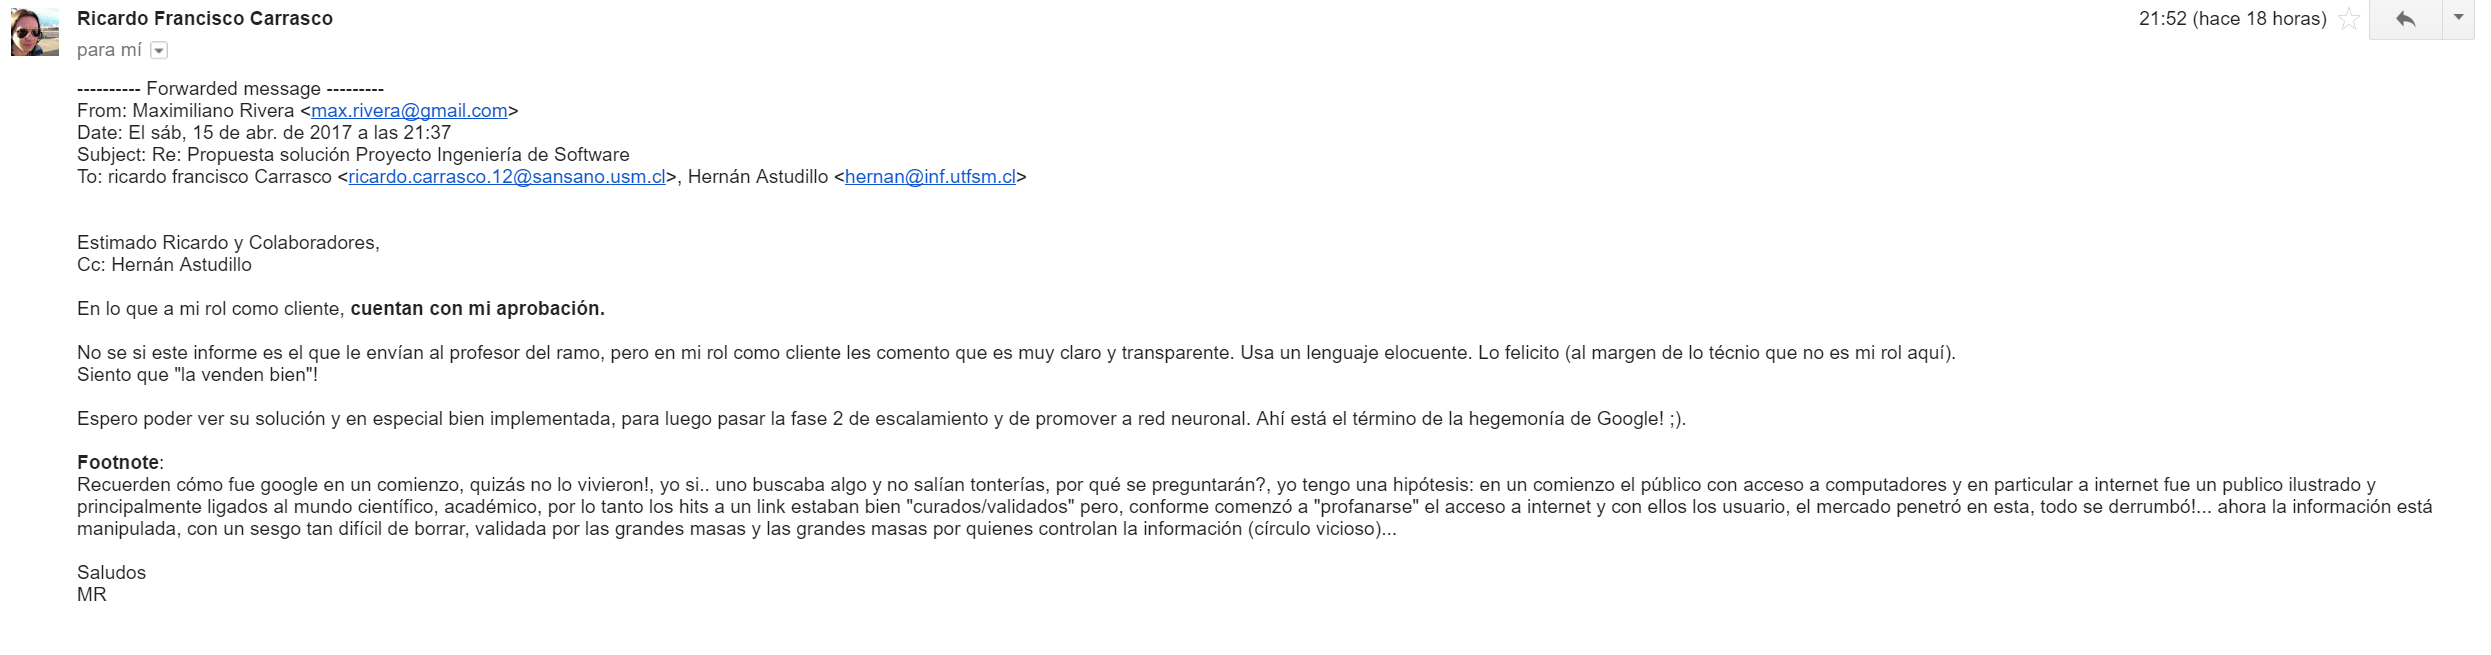 Ricardo Francisco Carrasco
21:52 (hace 18 horas)
para mí
---------- Forwarded message ---------
From: Maximiliano Rivera <max.rivera@gmail.com>
Date: El sáb, 15 de abr. de 2017 a las 21:37
Subject: Re: Propuesta solución Proyecto Ingeniería de Software
To: ricardo francisco Carrasco <ricardo.carrasco.12@sansano.usm.cl>, Hernán Astudillo <hernan@inf.utfsm.cl>
Estimado Ricardo y Colaboradores,
Cc: Hernán Astudillo
En lo que a mi rol como cliente, cuentan con mi aprobación.
No se si este informe es el que le envían al profesor del ramo, pero en mi rol como cliente les comento que es muy claro y transparente. Usa un lenguaje elocuente. Lo felicito (al margen de lo técnio que no es mi rol aquí).
Siento que "la venden bien"!
Espero poder ver su solución y en especial bien implementada, para luego pasar la fase 2 de escalamiento y de promover a red neuronal. Ahí está el término de la hegemonía de Google! ;).
Footnote:
Recuerden cómo fue google en un comienzo, quizás no lo vivieron!, yo si.. uno buscaba algo y no salían tonterías, por qué se preguntarán?, yo tengo una hipótesis: en un comienzo el público con acceso a computadores y en particular a internet fue un publico ilustrado y
principalmente ligados al mundo científico, académico, por lo tanto los hits a un link estaban bien "curados/validados" pero, conforme comenzó a "profanarse" el acceso a internet y con ellos los usuario, el mercado penetró en esta, todo se derrumbó!... ahora la información está
manipulada, con un sesgo tan difícil de borrar, validada por las grandes masas y las grandes masas por quienes controlan la información (círculo vicioso)...
Saludos
MR